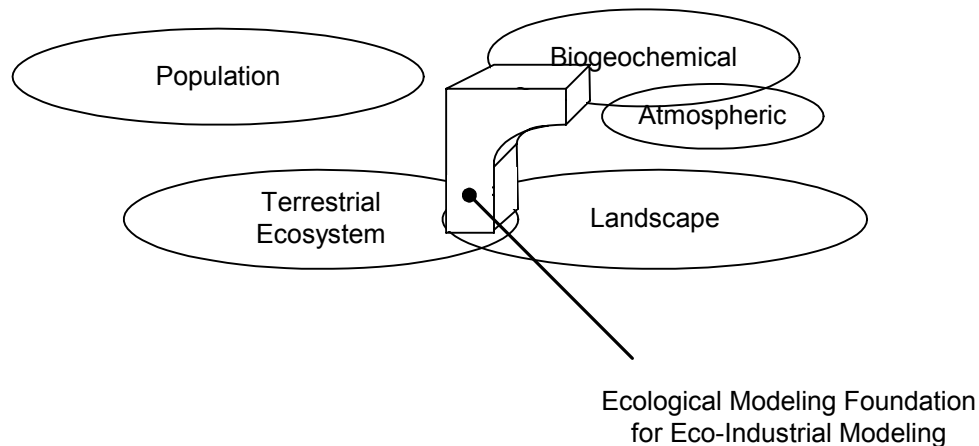 Population
Biogeochemical
Atmospheric
Terrestrial
Ecosystem
Landscape
Ecological Modeling Foundation
for Eco-Industrial Modeling